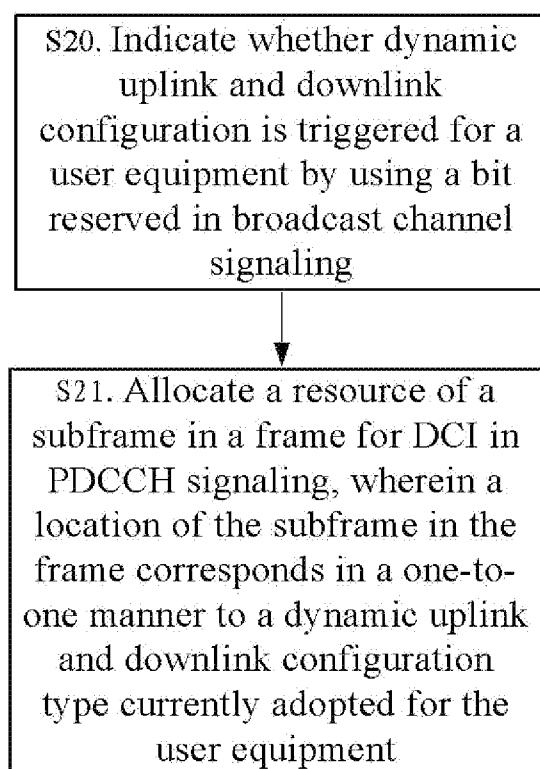 S20. Indicate whether dynamic
uplink and downlink
configuration is triggered for a
user equipment by using a bit
reserved in broadcast channel
signaling
S21. Allocate a resource of a
subframe in a frame for DCI in
PDCCH signaling, wherein a
location of the subframe in the
frame corresponds in a one-to-
one manner to a dynamic uplink
and downlink configuration
type currently adopted for the
user equipment